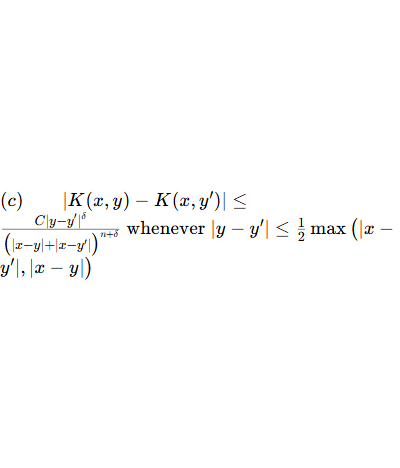 (c) |K(x, y) − K(x, y′)| ≤
C|y−y′|^δ / (|x−y|+|x−y′|)^{n+δ} whenever |y − y′| ≤ 1/2 max (|x −
y′|, |x − y|)